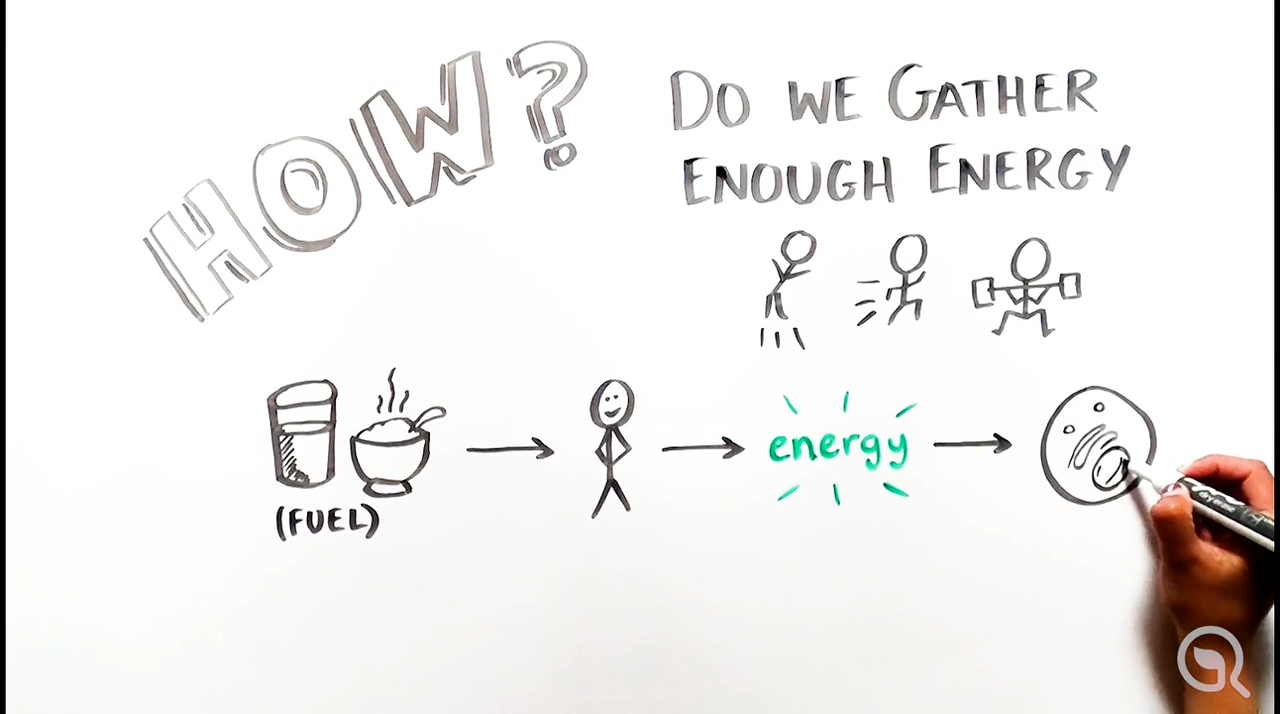 HOW?
DO WE GATHER
ENOUGH ENERGY
energy
(FUEL)